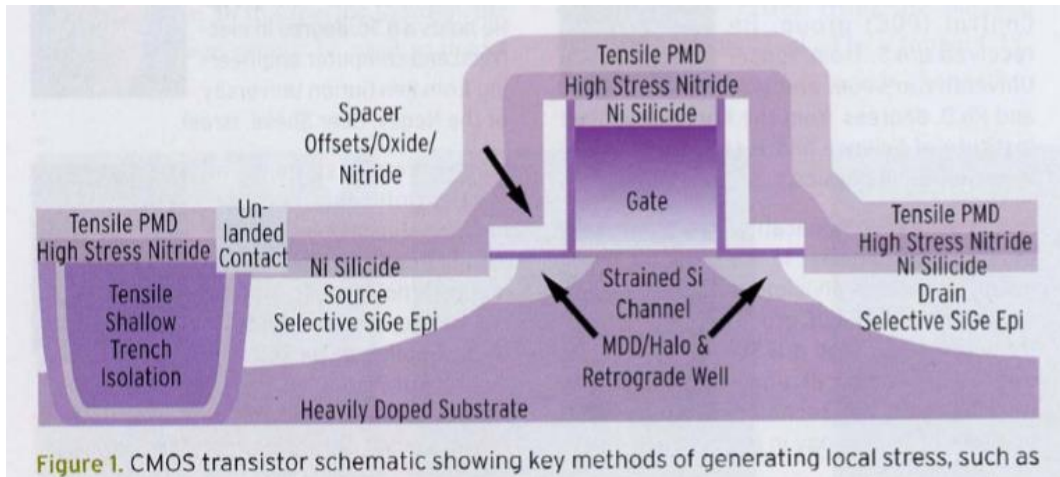 Tensile PMD
High Stress Nitride
Ni Silicide
Gate
Spacer
Offsets/Oxide/
Nitride
Tensile PMD
High Stress Nitride
Un-
landed
Contact
Tensile
Shallow
Trench
Isolation
Ni Silicide
Source
Selective SiGe Epi
Strained Si
Channel
MDD/Halo &
Retrograde Well
Tensile PMD
High Stress Nitride
Ni Silicide
Drain
Selective SiGe Epi
Heavily Doped Substrate
Figure 1. CMOS transistor schematic showing key methods of generating local stress, such as